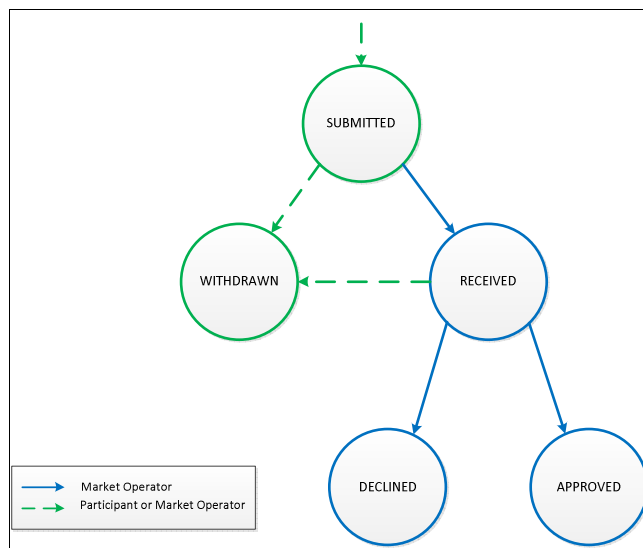 SUBMITTED
WITHDRAWN
RECEIVED
DECLINED
APPROVED
Market Operator
Participant or Market Operator